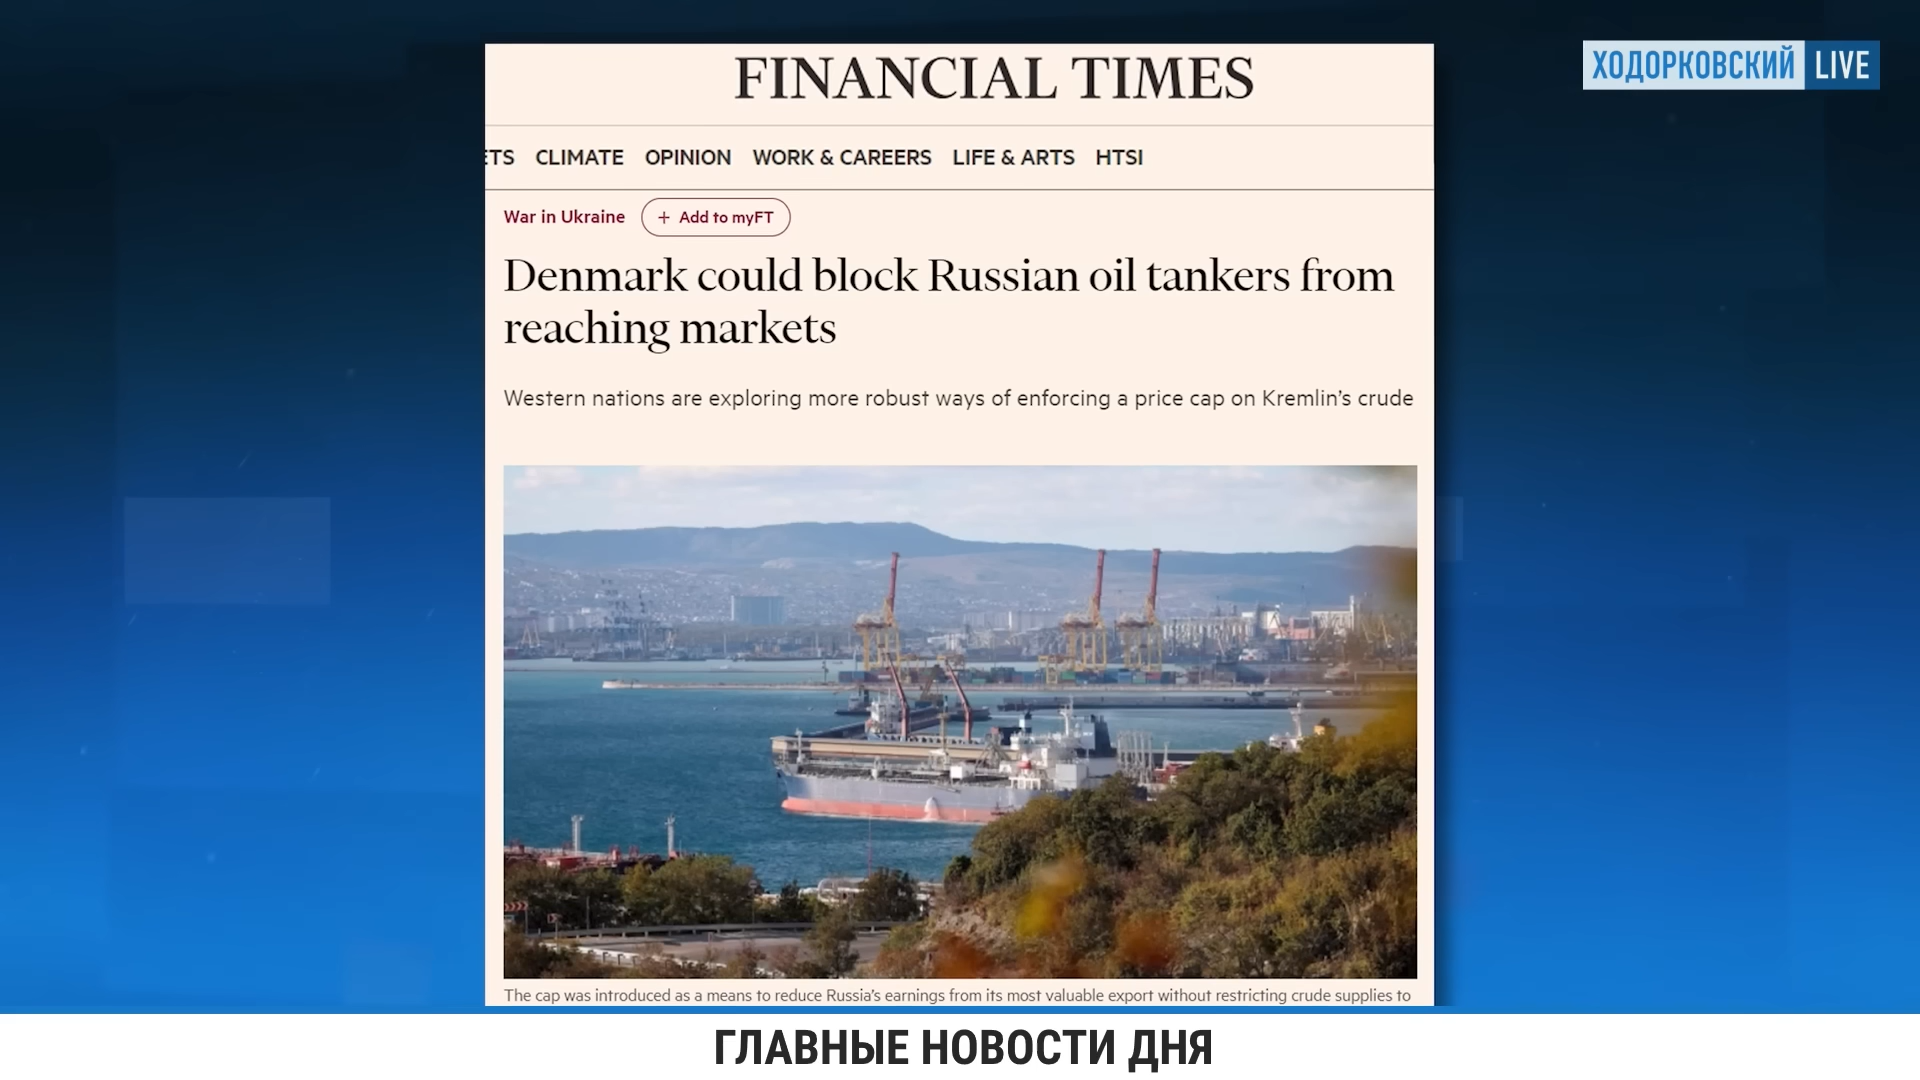 FINANCIAL TIMES
ХОДОРКОВСКИЙ LIVE
ETS CLIMATE OPINION WORK & CAREERS LIFE & ARTS HTSI
War in Ukraine + Add to myFT
Denmark could block Russian oil tankers from
reaching markets
Western nations are exploring more robust ways of enforcing a price cap on Kremlin’s crude
The cap was introduced as a means to reduce Russia’s earnings from its most valuable export without restricting crude supplies to
ГЛАВНЫЕ НОВОСТИ ДНЯ